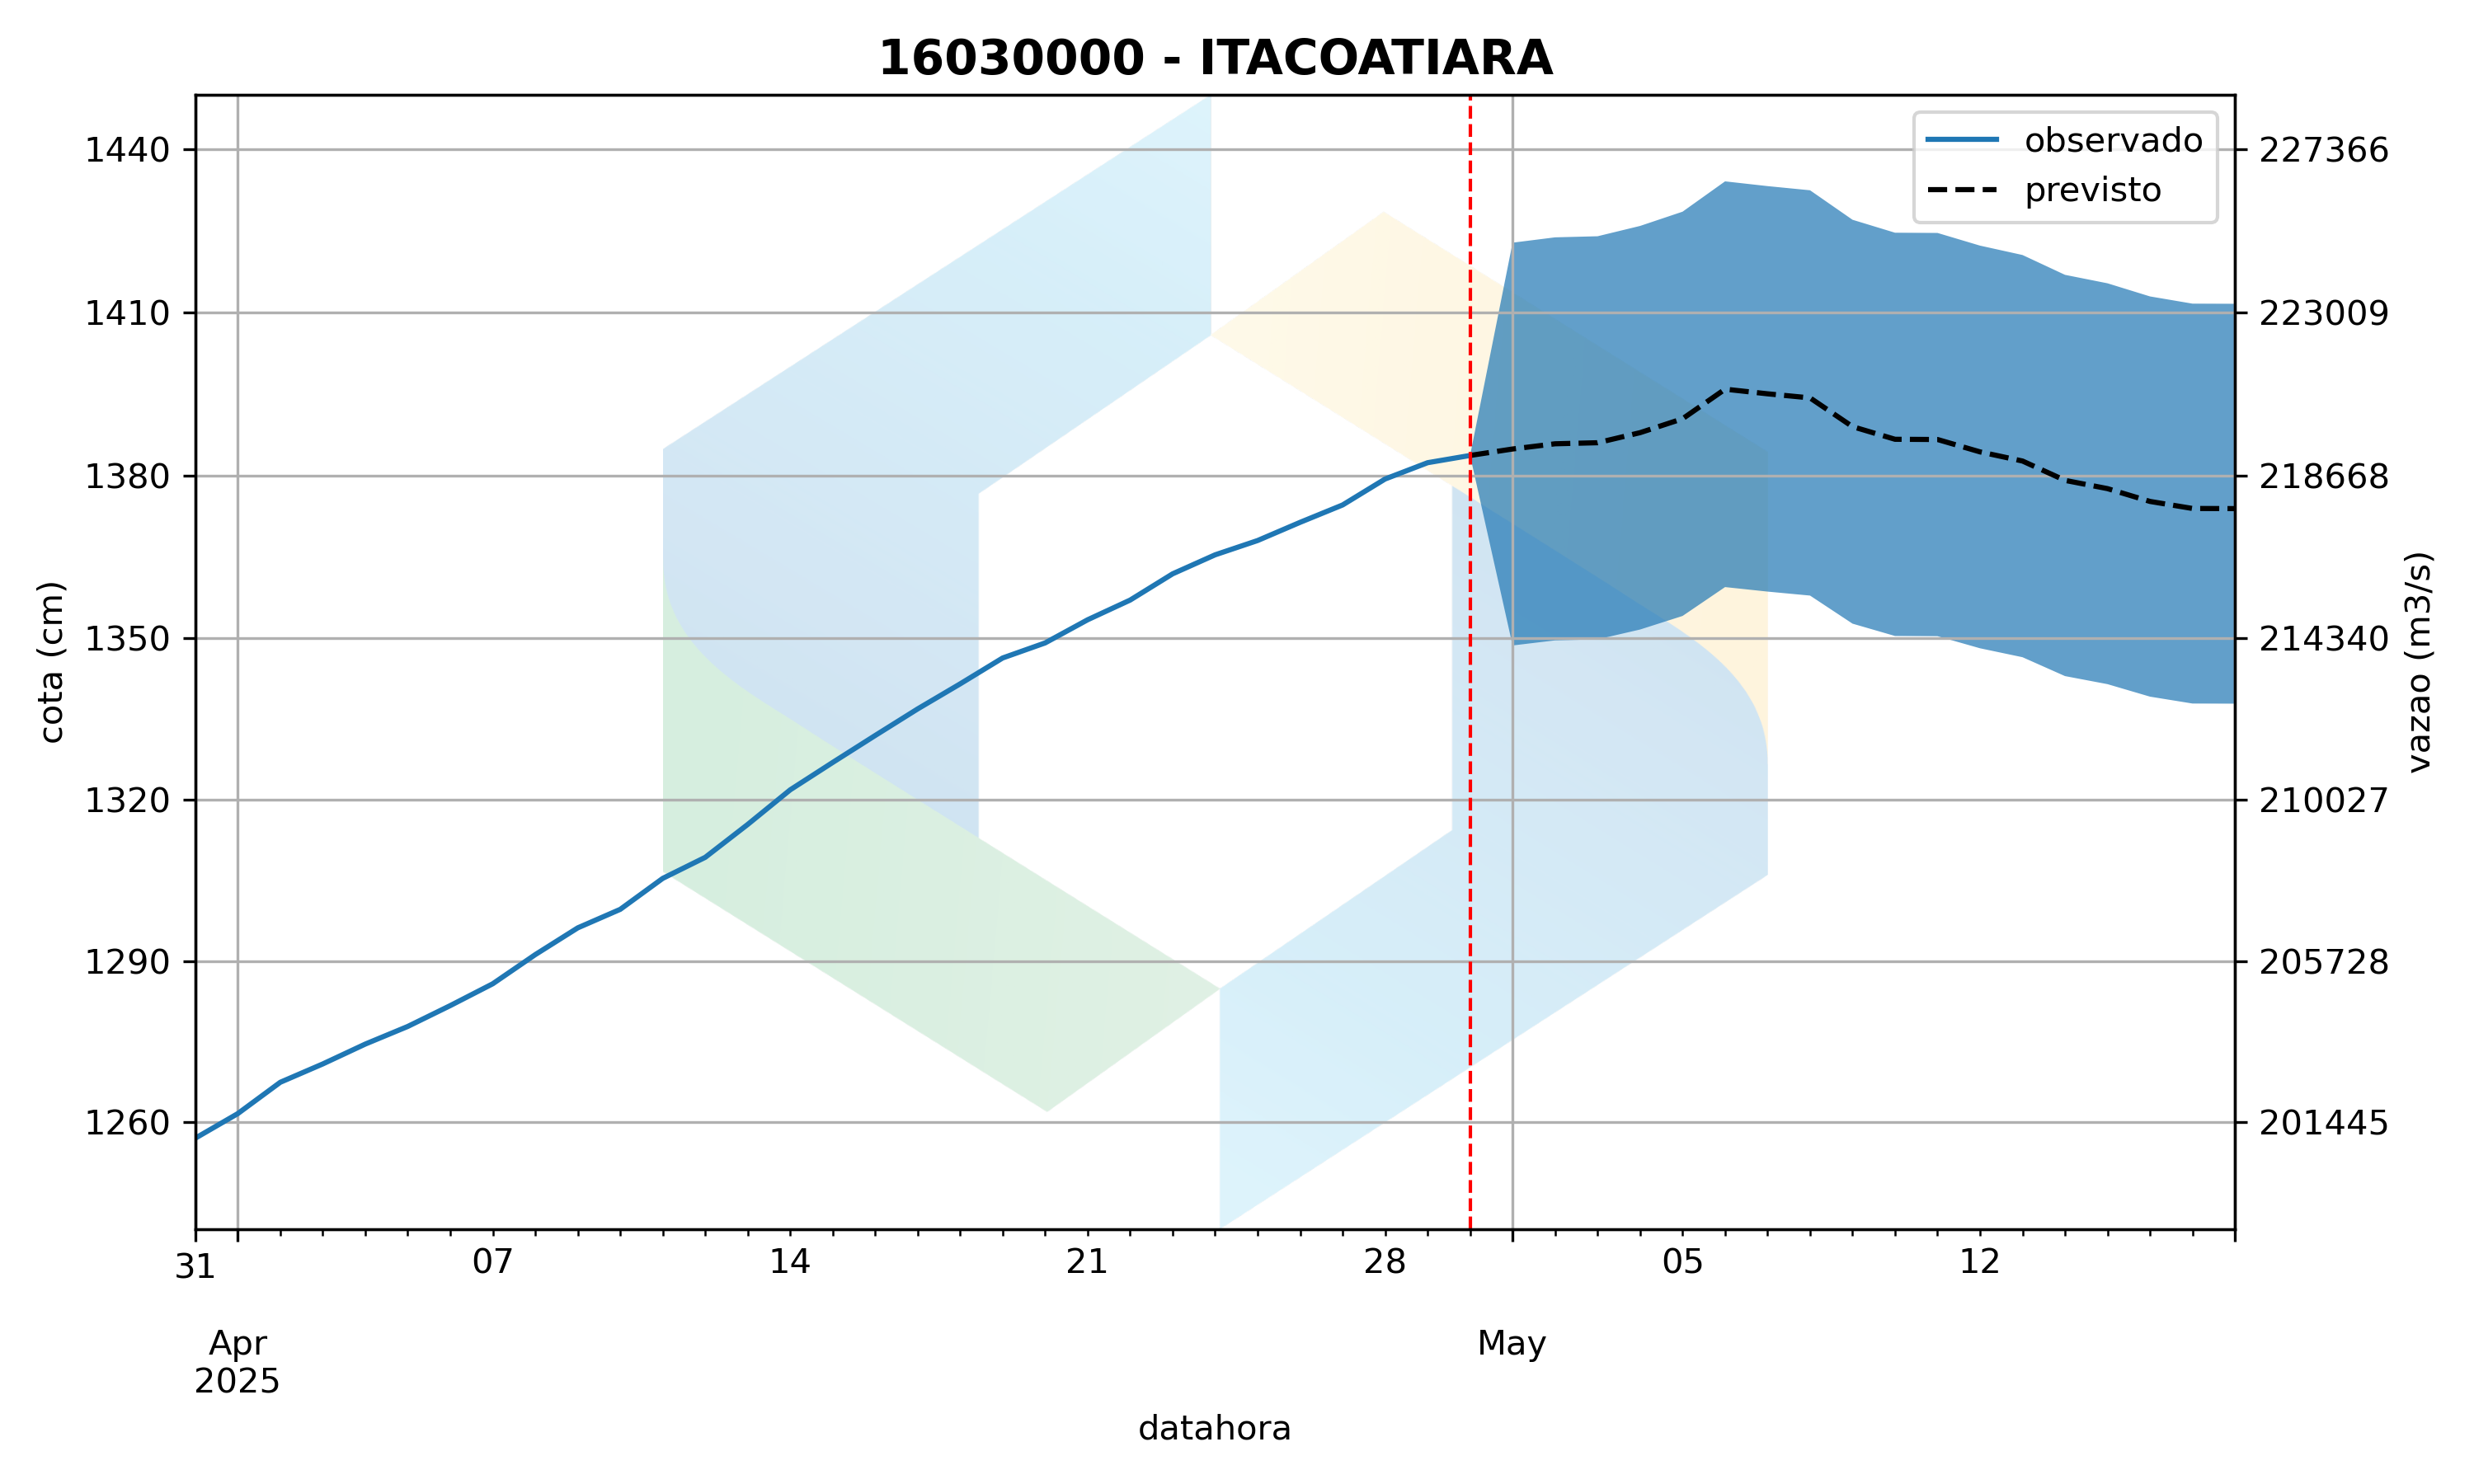 16030000 - ITACOATIARA
observado
previsto
1440
1410
1380
1350
1320
1290
1260
cota (cm)
227366
223009
218668
214340
210027
205728
201445
vazao (m3/s)
31 07 14 21 28 05 12
Apr May
2025
datahora